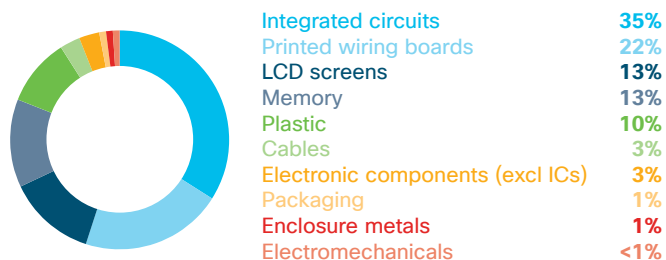 Integrated circuits 35%
Printed wiring boards 22%
LCD screens 13%
Memory 13%
Plastic 10%
Cables 3%
Electronic components (excl ICs) 3%
Packaging 1%
Enclosure metals 1%
Electromechanicals <1%